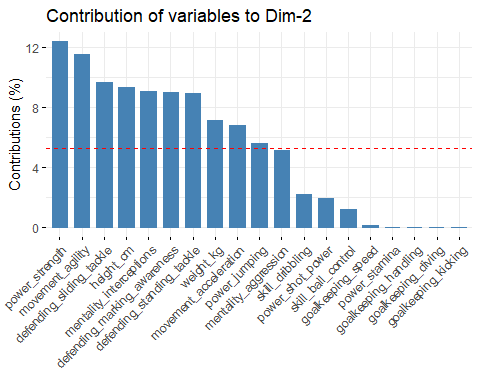 Contribution of variables to Dim-2
Contributions (%)
12
8
4
0
power_strength
movement_agility
defending_sliding_tackle
height_cm
mentality_interceptions
defending_marking_awareness
defending_standing_tackle
weight_kg
movement_acceleration
power_jumping
mentality_aggression
skill_dribbling
power_shot_power
skill_ball_control
goalkeeping_speed
power_stamina
goalkeeping_handling
goalkeeping_diving
goalkeeping_kicking